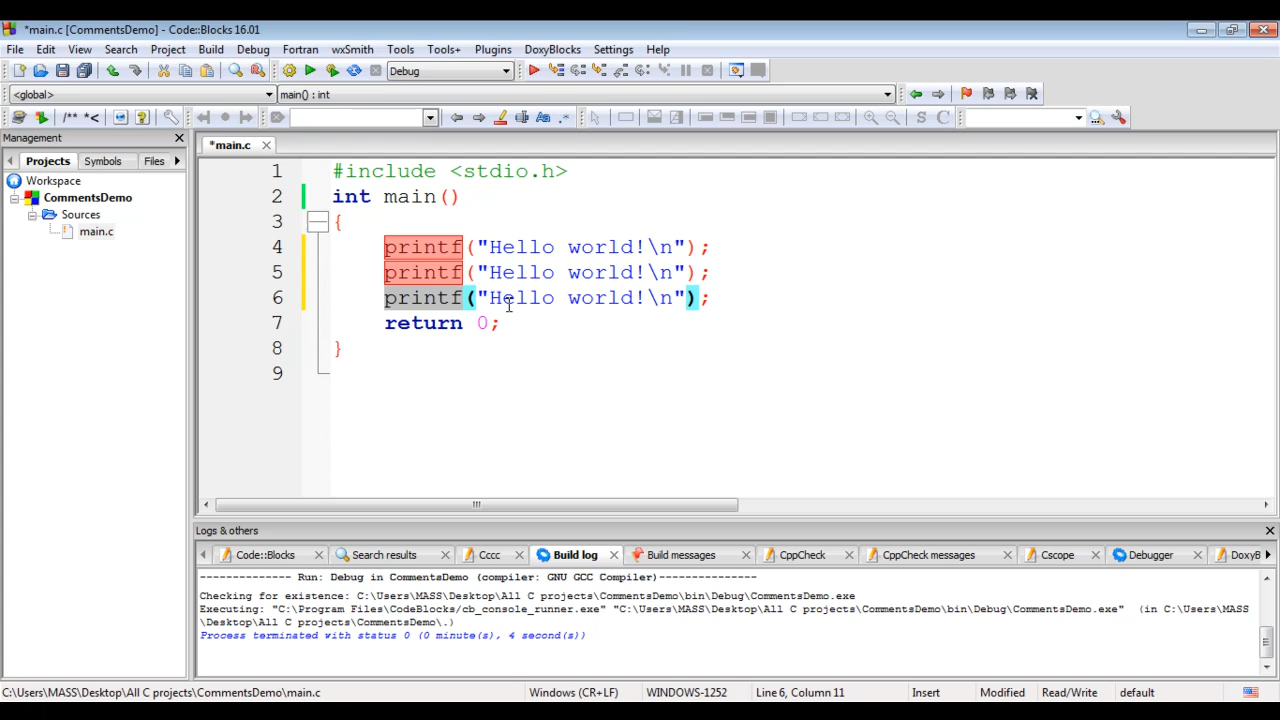 *main.c [CommentsDemo] - Code::Blocks 16.01
File Edit View Search Project Build Debug Fortran wxSmith Tools Tools+ Plugins DoxyBlocks Settings Help
Debug
<global> main() : int
/** *< Aa .* S C
Management
Projects Symbols Files
Workspace
CommentsDemo
Sources
main.c
*main.c
1 #include <stdio.h>
2 int main()
3 {
4 printf("Hello world!\n");
5 printf("Hello world!\n");
6 printf("Hello world!\n");
7 return 0;
8 }
9
Logs & others
Code::Blocks Search results Cccc Build log Build messages CppCheck CppCheck messages Cscope Debugger DoxyB
-------------- Run: Debug in CommentsDemo (compiler: GNU GCC Compiler)---------------
Checking for existence: C:\Users\MASS\Desktop\All C projects\CommentsDemo\bin\Debug\CommentsDemo.exe
Executing: "C:\Program Files\CodeBlocks/cb_console_runner.exe" "C:\Users\MASS\Desktop\All C projects\CommentsDemo\bin\Debug\CommentsDemo.exe"  (in C:\Users\MASS
\Desktop\All C projects\CommentsDemo\.)
Process terminated with status 0 (0 minute(s), 4 second(s))
C:\Users\MASS\Desktop\All C projects\CommentsDemo\main.c Windows (CR+LF) WINDOWS-1252 Line 6, Column 11 Insert Modified Read/Write default